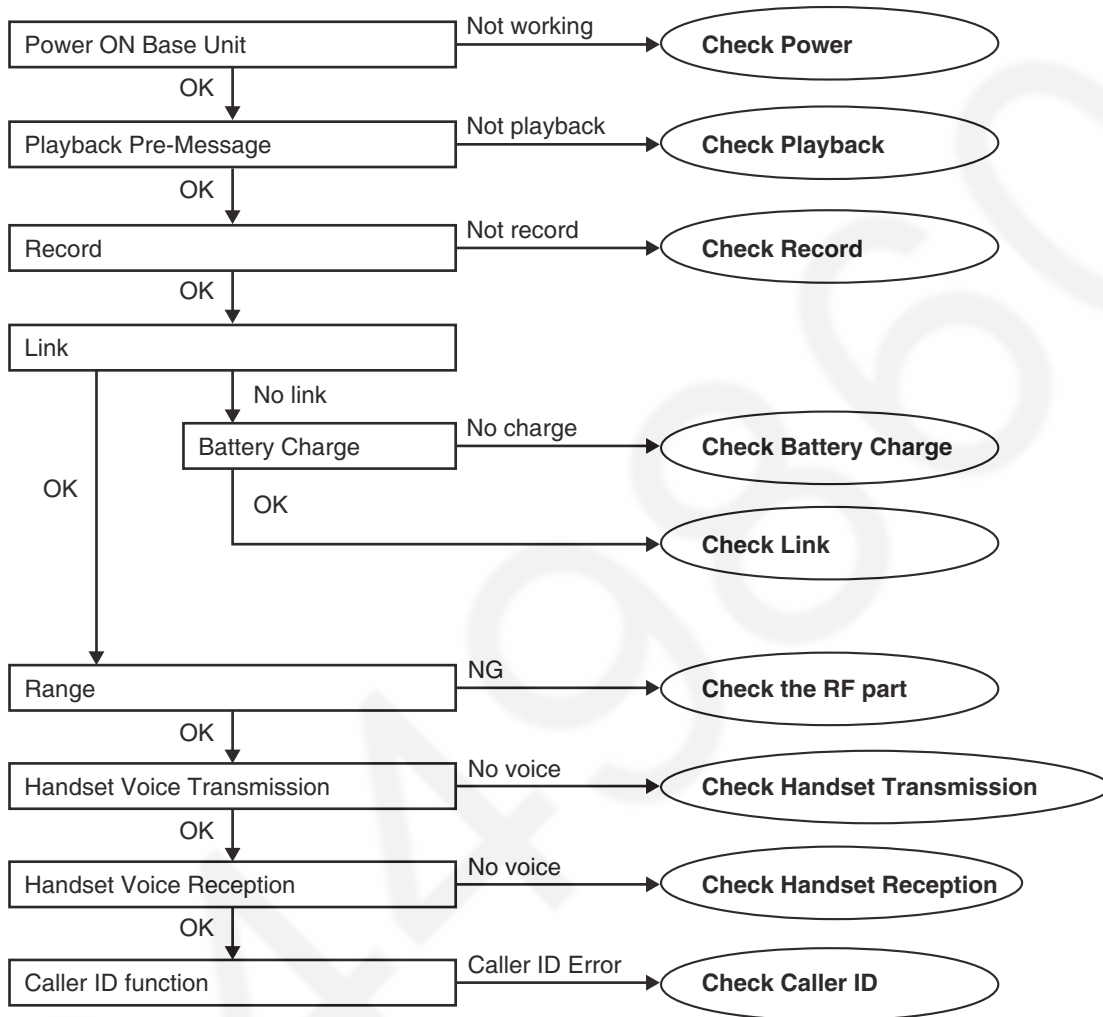 Power ON Base Unit
Not working
Check Power
OK
Playback Pre-Message
Not playback
Check Playback
OK
Record
Not record
Check Record
OK
Link
No link
Battery Charge
No charge
Check Battery Charge
OK
OK
Check Link
Range
NG
Check the RF part
OK
Handset Voice Transmission
No voice
Check Handset Transmission
OK
Handset Voice Reception
No voice
Check Handset Reception
OK
Caller ID function
Caller ID Error
Check Caller ID